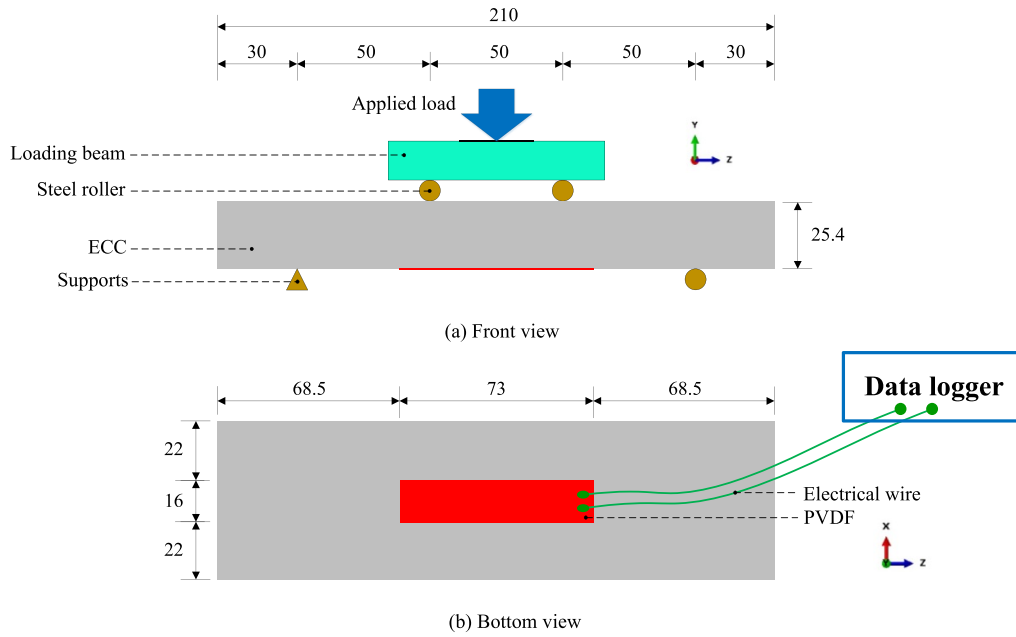 210
30 50 50 50 30
Applied load
Y
Z
Loading beam
Steel roller
25.4
ECC
Supports
(a) Front view
68.5 73 68.5
Data logger
22
16
22
Electrical wire
PVDF
X
Y
Z
(b) Bottom view